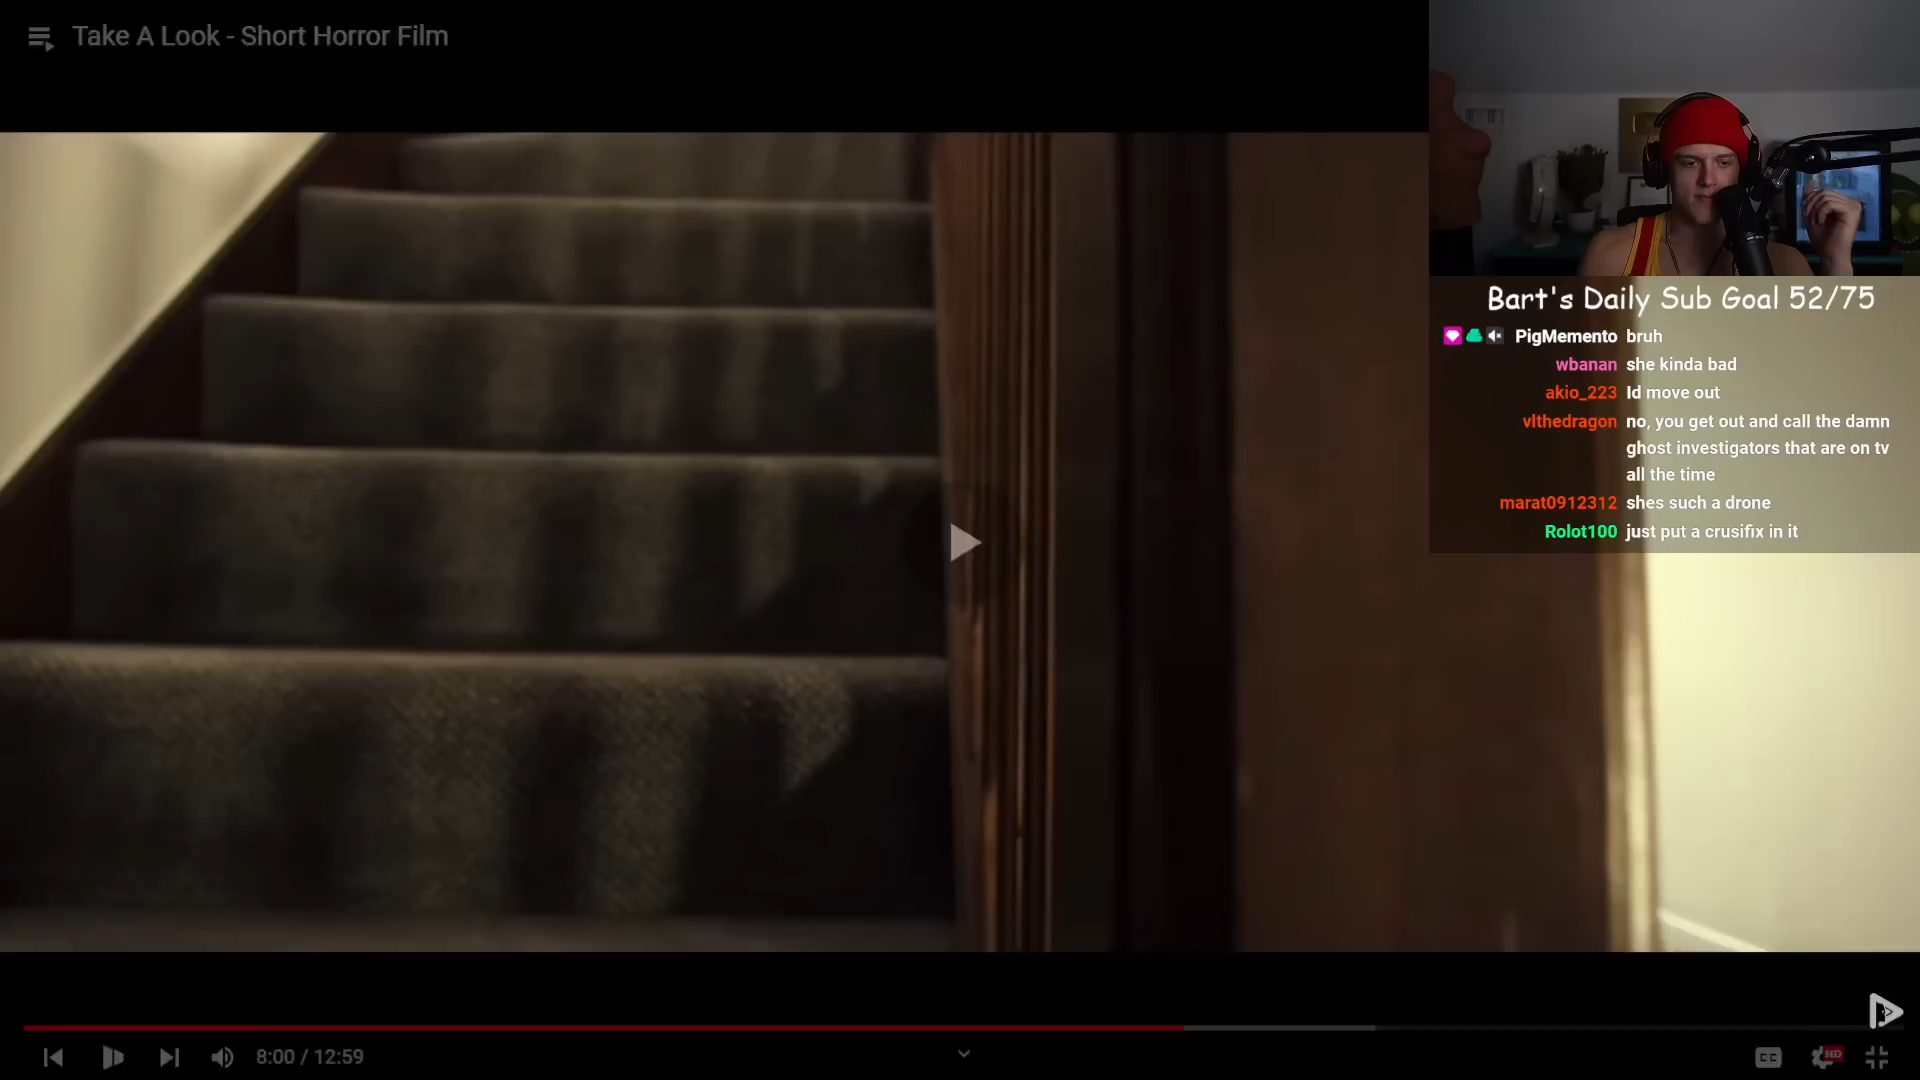 Take A Look - Short Horror Film
Bart's Daily Sub Goal 52/75
PigMemento bruh
wbanan she kinda bad
akio_223 Id move out
vlthedragon no, you get out and call the damn
ghost investigators that are on tv
all the time
marat0912312 shes such a drone
Rolot100 just put a crusifix in it
8:00 / 12:59
CC
HD